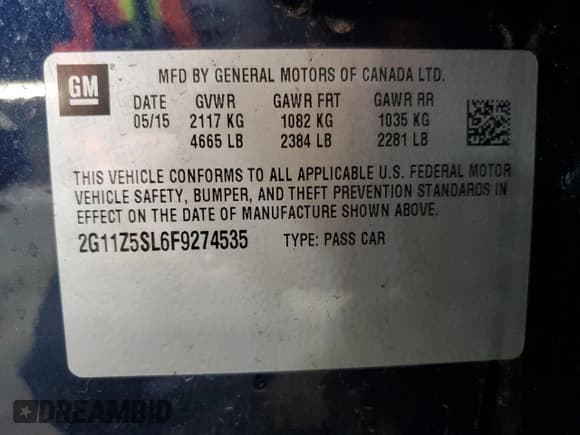 GM
MFD BY GENERAL MOTORS OF CANADA LTD.
DATE GVWR GAWR FRT GAWR RR
05/15 2117 KG 1082 KG 1035 KG
4665 LB 2384 LB 2281 LB
THIS VEHICLE CONFORMS TO ALL APPLICABLE U.S. FEDERAL MOTOR
VEHICLE SAFETY, BUMPER, AND THEFT PREVENTION STANDARDS IN
EFFECT ON THE DATE OF MANUFACTURE SHOWN ABOVE.
2G11Z5SL6F9274535 TYPE: PASS CAR
DREAMBID